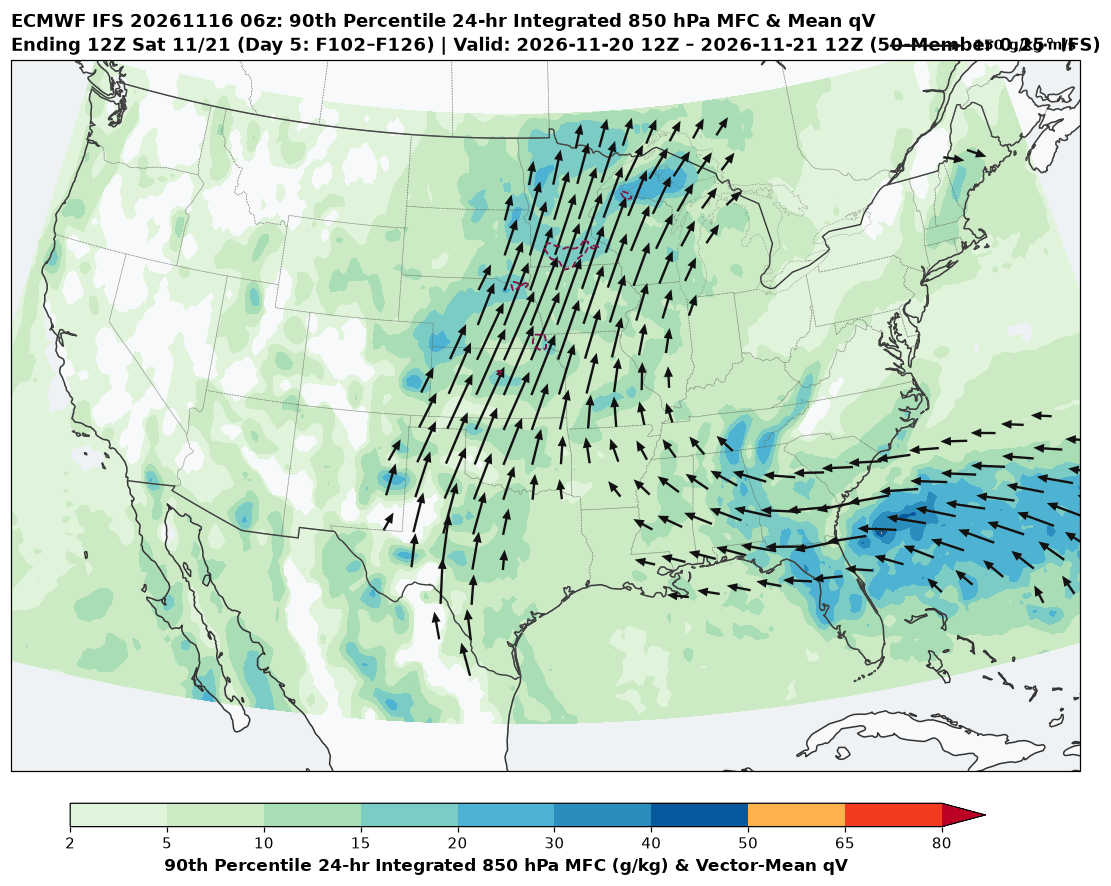 ECMWF IFS 20261116 06z: 90th Percentile 24-hr Integrated 850 hPa MFC & Mean qV
Ending 12Z Sat 11/21 (Day 5: F102–F126) | Valid: 2026-11-20 12Z – 2026-11-21 12Z (50-Member 0.25° IFS)
2 5 10 15 20 30 40 50 65 80
90th Percentile 24-hr Integrated 850 hPa MFC (g/kg) & Vector-Mean qV